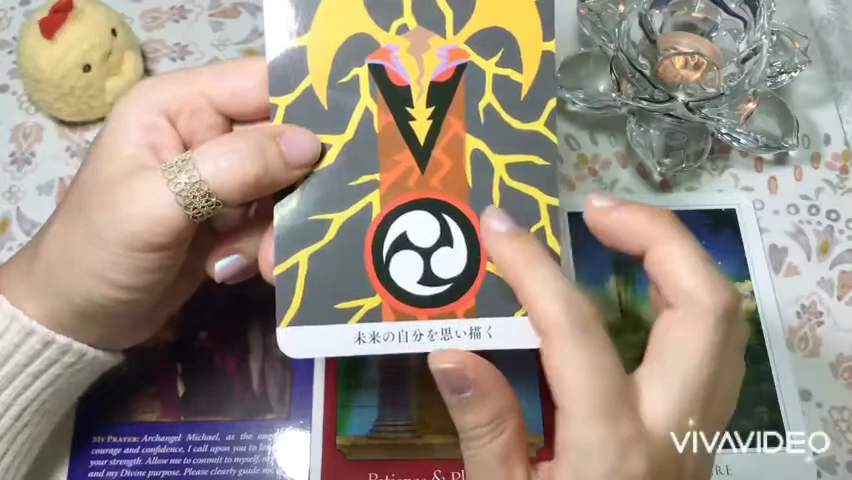 未来の自分を思い描く
MY PRAYER: Archangel Michael, as the
courage and confidence, I call upon you to
your strength. Allow me to commit to myself,
and my Divine purpose. Please clearly guide me
Patience &
VIVAVIDEO